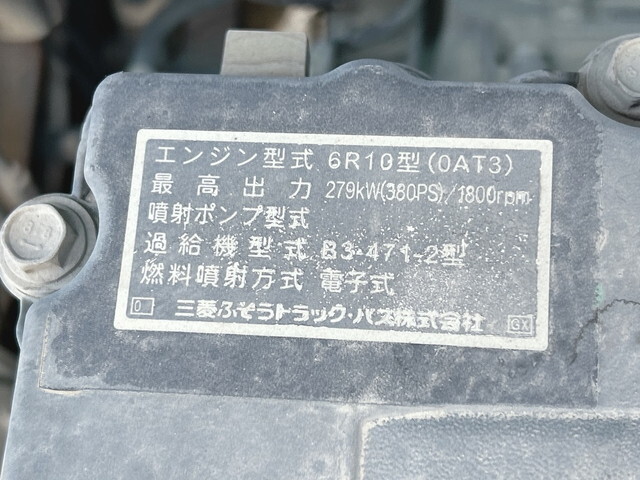 エンジン型式 6R10型(0AT3)
最高出力 279kW(380PS)/1800rpm
噴射ポンプ型式
過給機型式 B3-471-2型
燃料噴射方式 電子式
0 三菱ふそうトラック・バス株式会社 GX